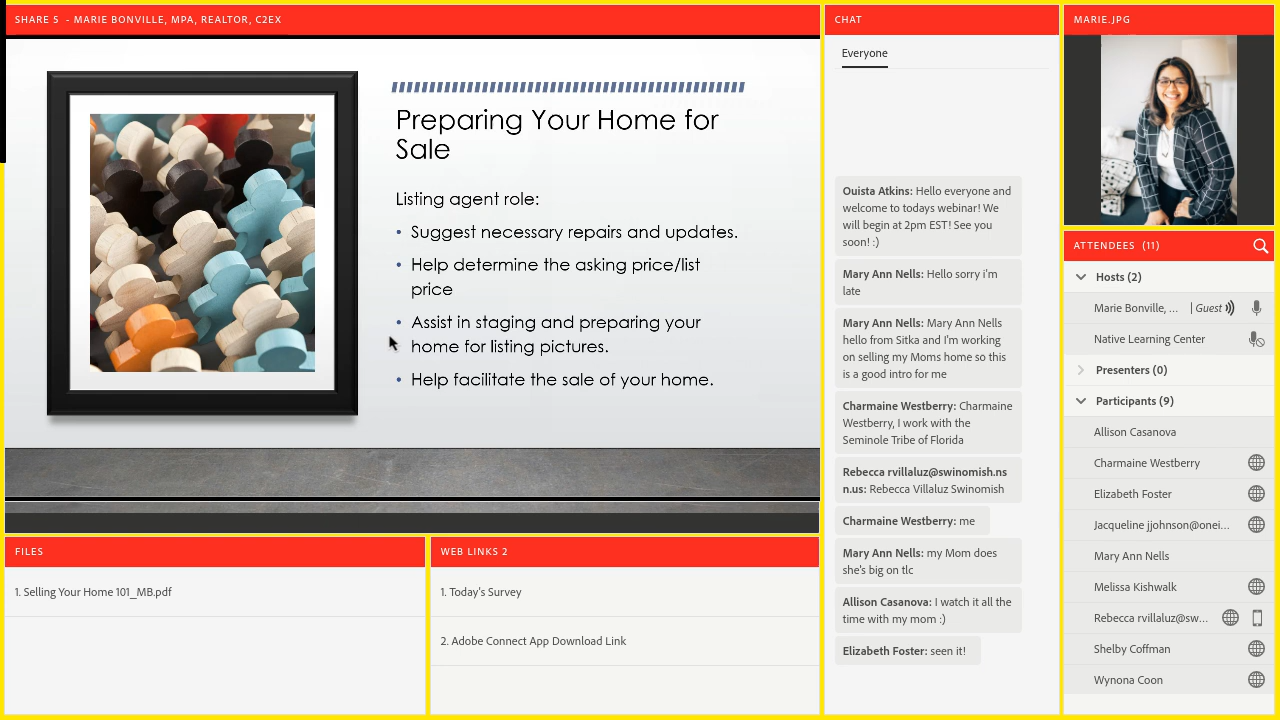 SHARE 5 - MARIE BONVILLE, MPA, REALTOR, C2EX
Preparing Your Home for
Sale
Listing agent role:
• Suggest necessary repairs and updates.
• Help determine the asking price/list
price
• Assist in staging and preparing your
home for listing pictures.
• Help facilitate the sale of your home.
FILES
1. Selling Your Home 101_MB.pdf
WEB LINKS 2
1. Today's Survey
2. Adobe Connect App Download Link
CHAT
Everyone
Ouista Atkins: Hello everyone and
welcome to todays webinar! We
will begin at 2pm EST! See you
soon! :)
Mary Ann Nells: Hello sorry i'm
late
Mary Ann Nells: Mary Ann Nells
hello from Sitka and I'm working
on selling my Moms home so this
is a good intro for me
Charmaine Westberry: Charmaine
Westberry, I work with the
Seminole Tribe of Florida
Rebecca rvillaluz@swinomish.ns
n.us: Rebecca Villaluz Swinomish
Charmaine Westberry: me
Mary Ann Nells: my Mom does
she's big on tlc
Allison Casanova: I watch it all the
time with my mom :)
Elizabeth Foster: seen it!
MARIE.JPG
ATTENDEES (11)
Hosts (2)
Marie Bonville, ... | Guest
Native Learning Center
Presenters (0)
Participants (9)
Allison Casanova
Charmaine Westberry
Elizabeth Foster
Jacqueline jjohnson@onei...
Mary Ann Nells
Melissa Kishwalk
Rebecca rvillaluz@sw...
Shelby Coffman
Wynona Coon